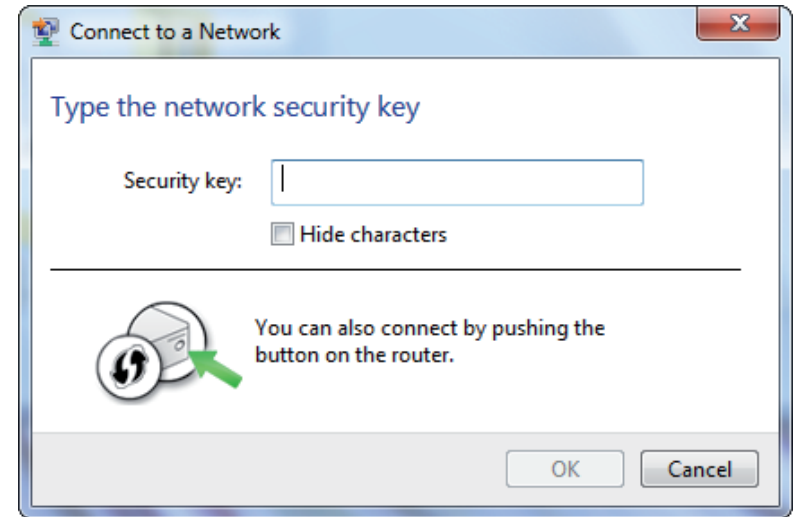 Connect to a Network
Type the network security key
Security key:
Hide characters
You can also connect by pushing the
button on the router.
OK
Cancel